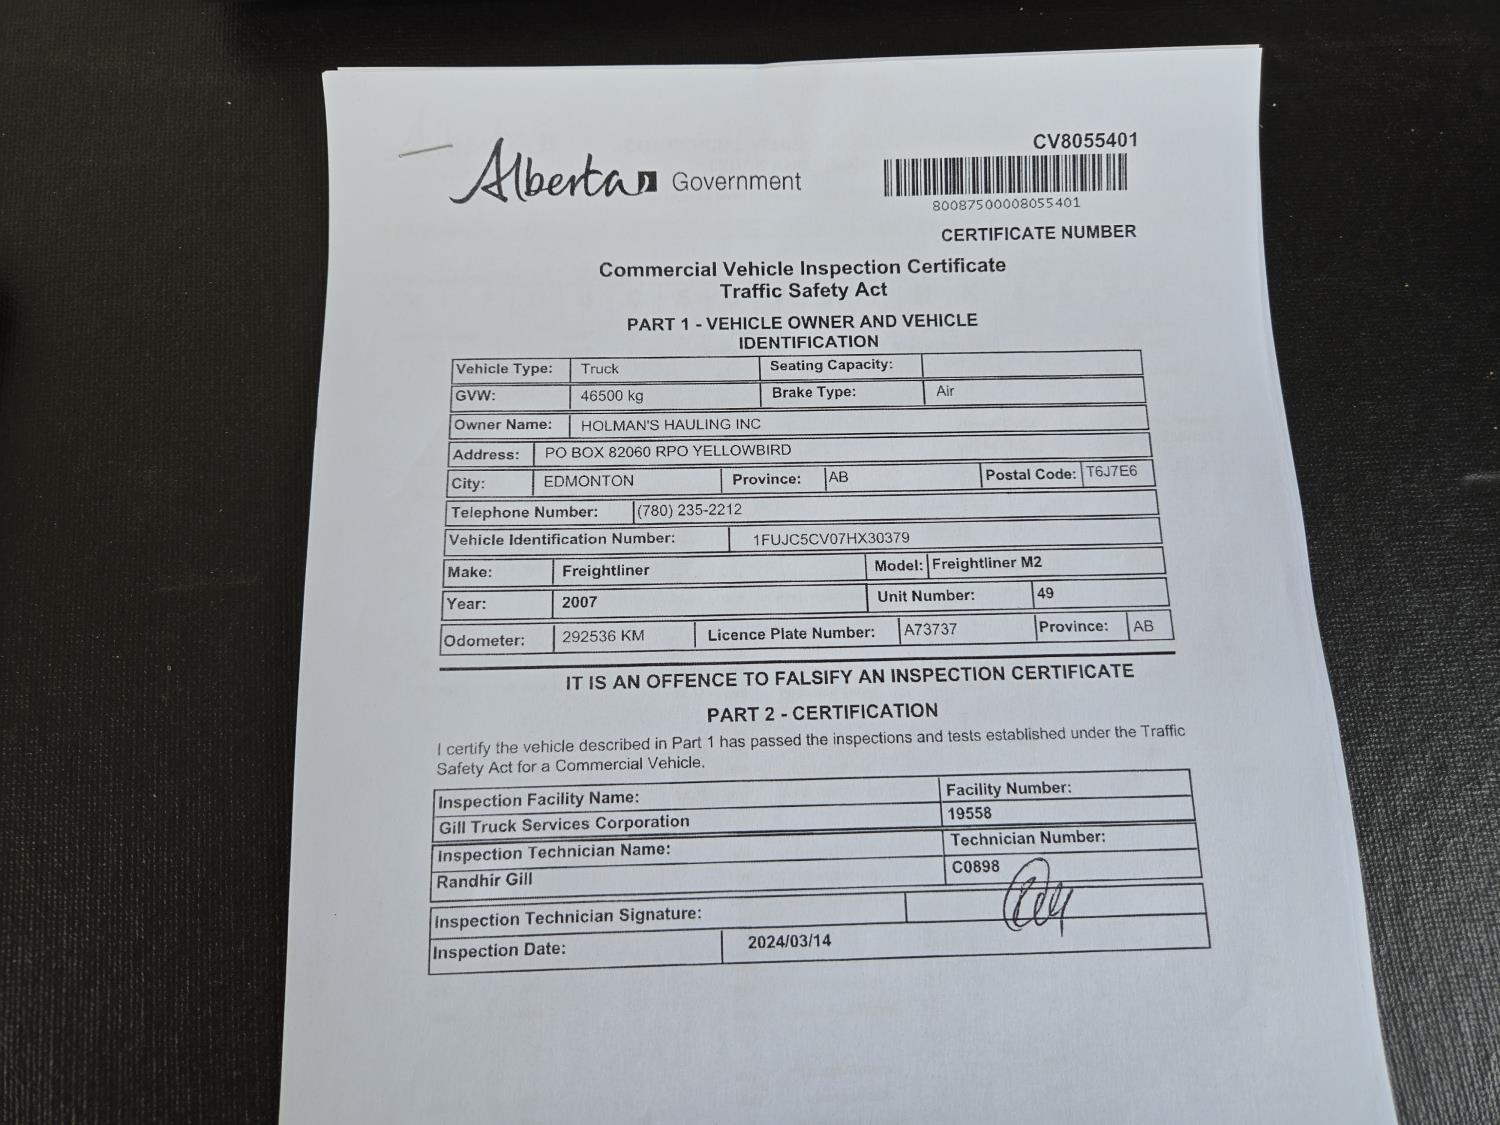 CV8055401
Alberta Government
80087500008055401
CERTIFICATE NUMBER
Commercial Vehicle Inspection Certificate
Traffic Safety Act
PART 1 - VEHICLE OWNER AND VEHICLE
IDENTIFICATION
Vehicle Type: Truck Seating Capacity:
GVW: 46500 kg Brake Type: Air
Owner Name: HOLMAN'S HAULING INC
Address: PO BOX 82060 RPO YELLOWBIRD
City: EDMONTON Province: AB Postal Code: T6J7E6
Telephone Number: (780) 235-2212
Vehicle Identification Number: 1FUJC5CV07HX30379
Make: Freightliner Model: Freightliner M2
Year: 2007 Unit Number: 49
Odometer: 292536 KM Licence Plate Number: A73737 Province: AB
IT IS AN OFFENCE TO FALSIFY AN INSPECTION CERTIFICATE
PART 2 - CERTIFICATION
I certify the vehicle described in Part 1 has passed the inspections and tests established under the Traffic
Safety Act for a Commercial Vehicle.
Inspection Facility Name: Facility Number:
Gill Truck Services Corporation 19558
Inspection Technician Name: Technician Number:
Randhir Gill C0898
Inspection Technician Signature:
Inspection Date: 2024/03/14